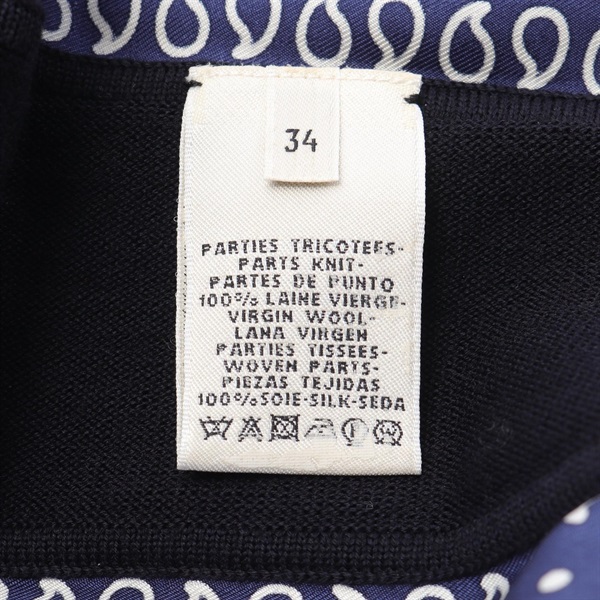 34
PARTIES TRICOTEES-
PARTS KNIT-
PARTES DE PUNTO
100% LAINE VIERGE-
VIRGIN WOOL-
LANA VIRGEN
PARTIES TISSEES-
WOVEN PARTS-
PIEZAS TEJIDAS
100%SOIE-SILK-SEDA